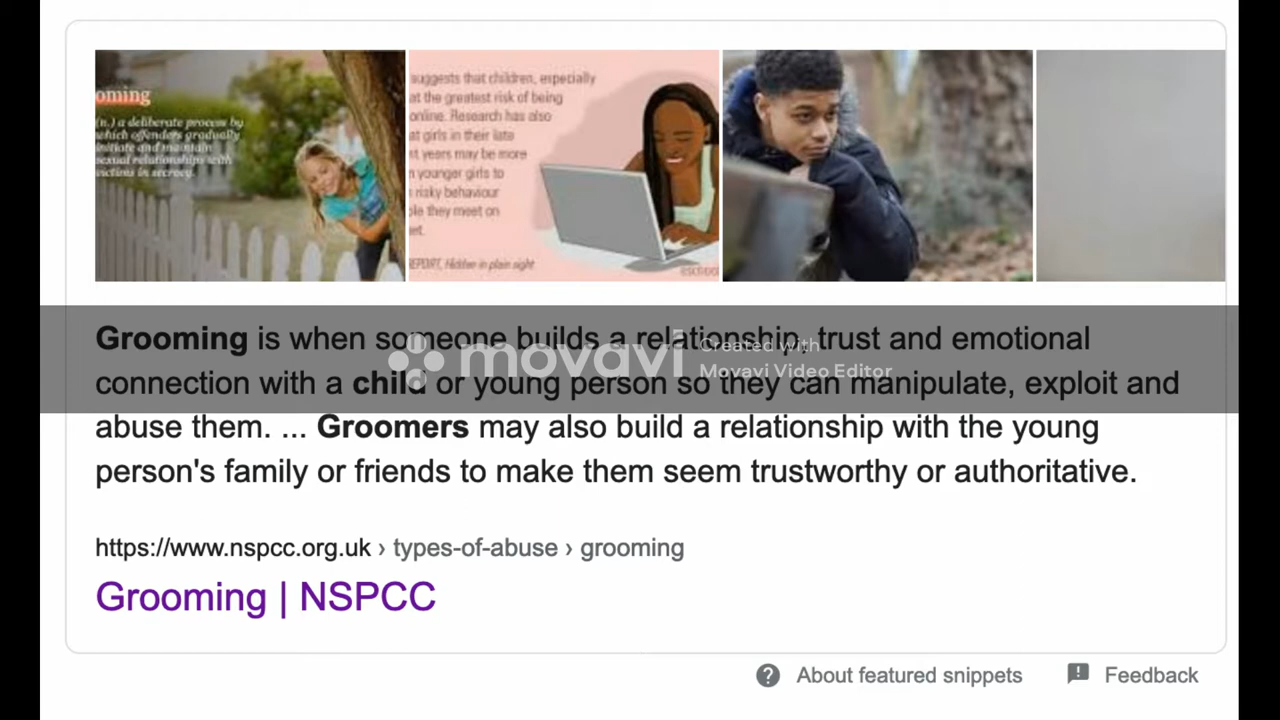 oming
(n.) a deliberate process by
which offenders gradually
initiate and maintain
sexual relationships with
victims in secrecy.
suggests that children, especially
at the greatest risk of being
online. Research has also
at girls in their late
years may be more
younger girls to
risky behaviour
they meet on
REPORT, Hidden in plain sight
Grooming is when someone builds a relationship, trust and emotional
connection with a child or young person so they can manipulate, exploit and
abuse them. ... Groomers may also build a relationship with the young
person's family or friends to make them seem trustworthy or authoritative.
movavi
Created with
Movavi Video Editor
https://www.nspcc.org.uk › types-of-abuse › grooming
Grooming | NSPCC
About featured snippets
Feedback